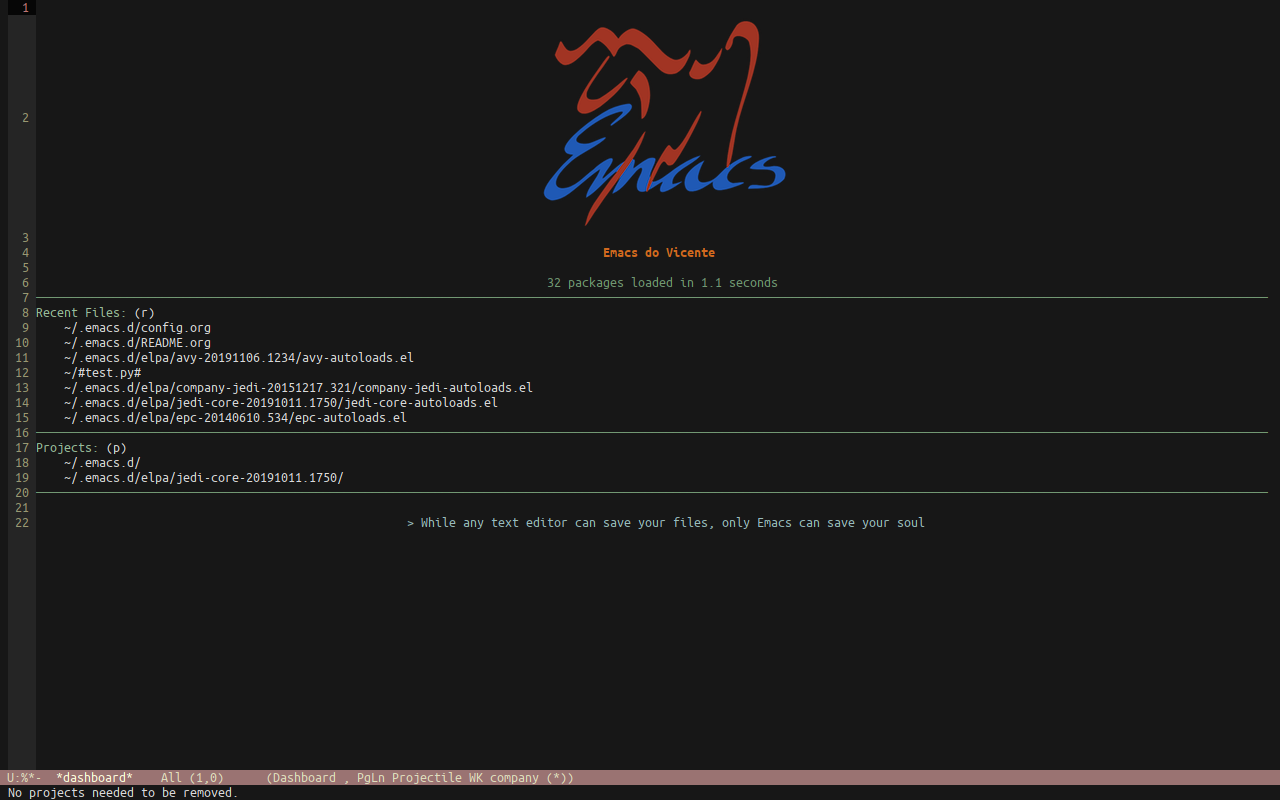 1
Emacs
2
3
4 Emacs do Vicente
5
6 32 packages loaded in 1.1 seconds
7
8 Recent Files: (r)
9 ~/.emacs.d/config.org
10 ~/.emacs.d/README.org
11 ~/.emacs.d/elpa/avy-20191106.1234/avy-autoloads.el
12 ~/#test.py#
13 ~/.emacs.d/elpa/company-jedi-20151217.321/company-jedi-autoloads.el
14 ~/.emacs.d/elpa/jedi-core-20191011.1750/jedi-core-autoloads.el
15 ~/.emacs.d/elpa/epc-20140610.534/epc-autoloads.el
16
17 Projects: (p)
18 ~/.emacs.d/
19 ~/.emacs.d/elpa/jedi-core-20191011.1750/
20
21
22 > While any text editor can save your files, only Emacs can save your soul
U:%*- *dashboard* All (1,0) (Dashboard , PgLn Projectile WK company (*))
No projects needed to be removed.